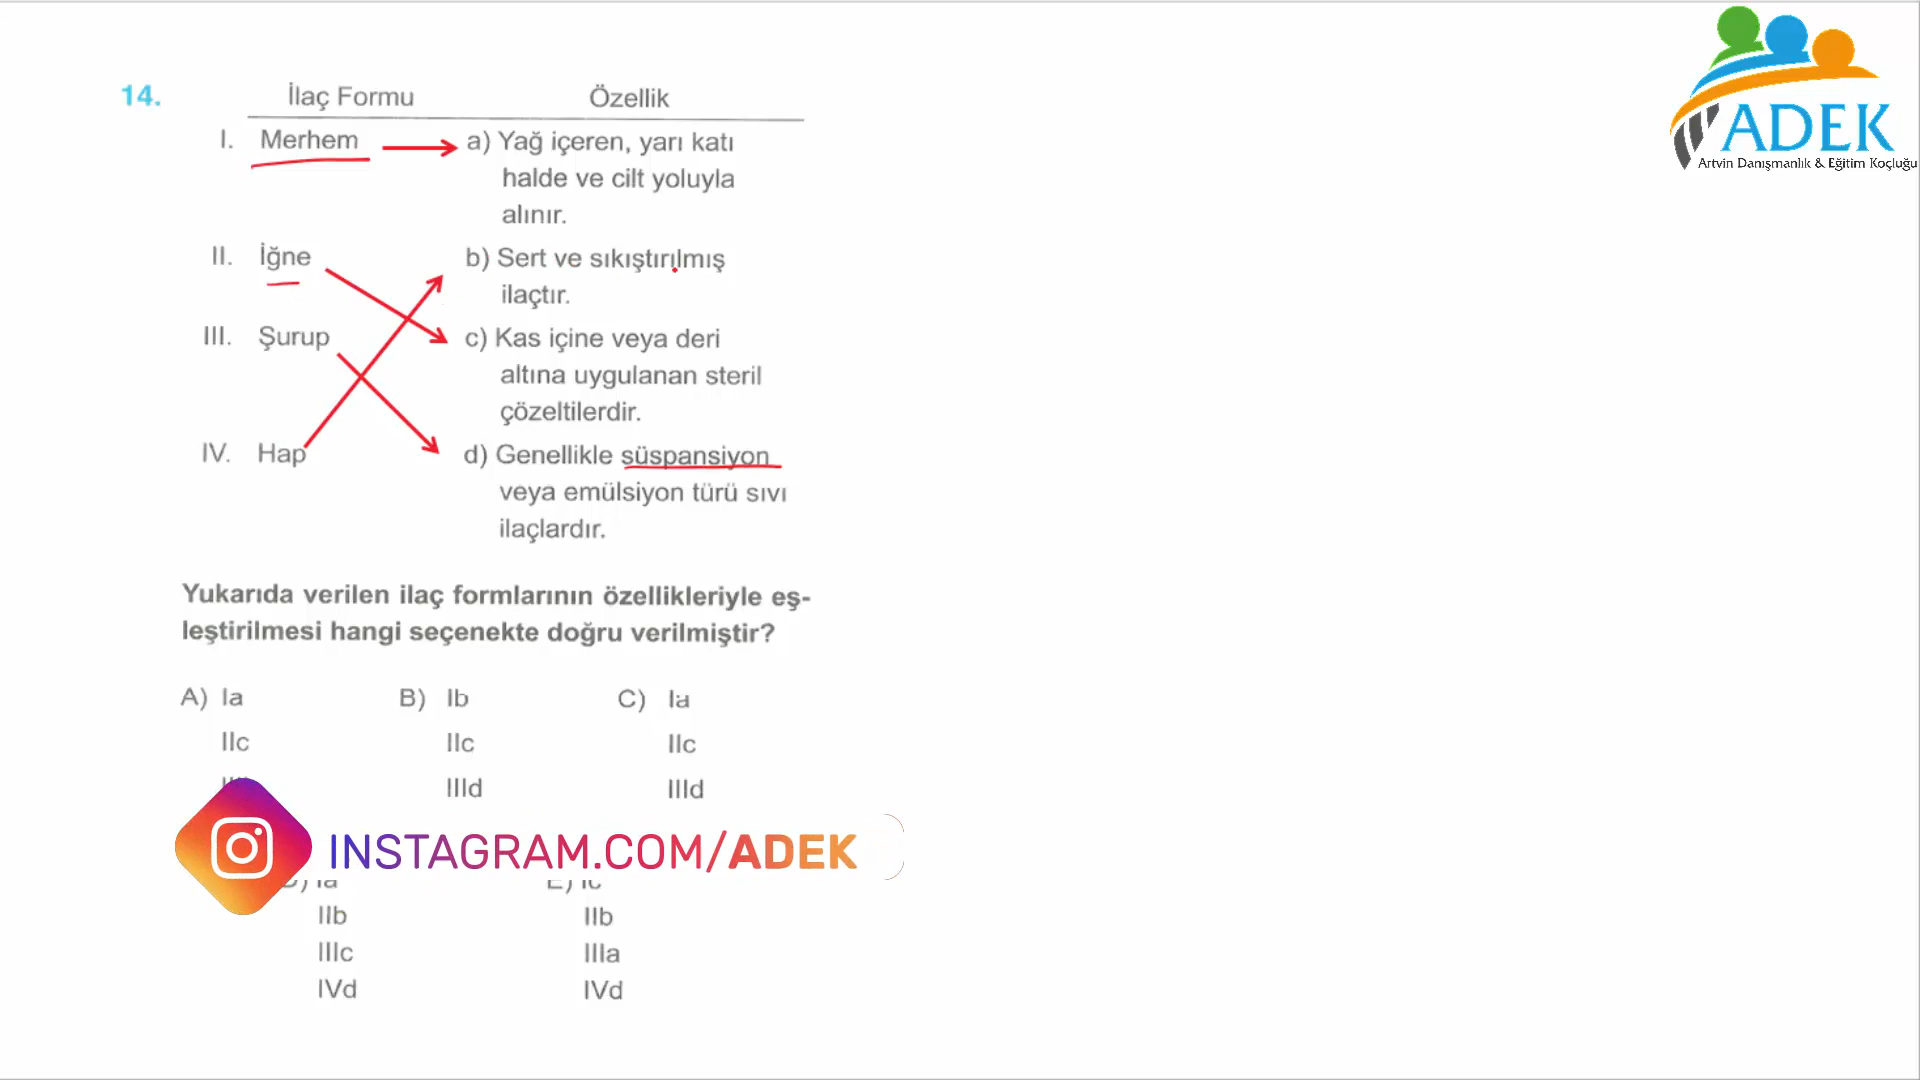 ADEK
Artvin Danışmanlık & Eğitim Koçluğu
14.
İlaç Formu Özellik
I. Merhem a) Yağ içeren, yarı katı
halde ve cilt yoluyla
alınır.
II. İğne b) Sert ve sıkıştırılmış
ilaçtır.
III. Şurup c) Kas içine veya deri
altına uygulanan steril
çözeltilerdir.
IV. Hap d) Genellikle süspansiyon
veya emülsiyon türü sıvı
ilaçlardır.
Yukarıda verilen ilaç formlarının özellikleriyle eş-
leştirilmesi hangi seçenekte doğru verilmiştir?
A) Ia B) Ib C) Ia
IIc IIc IIc
IIId IIId
INSTAGRAM.COM/ADEK
D) Ia E) Ic
IIb IIb
IIIc IIIa
IVd IVd